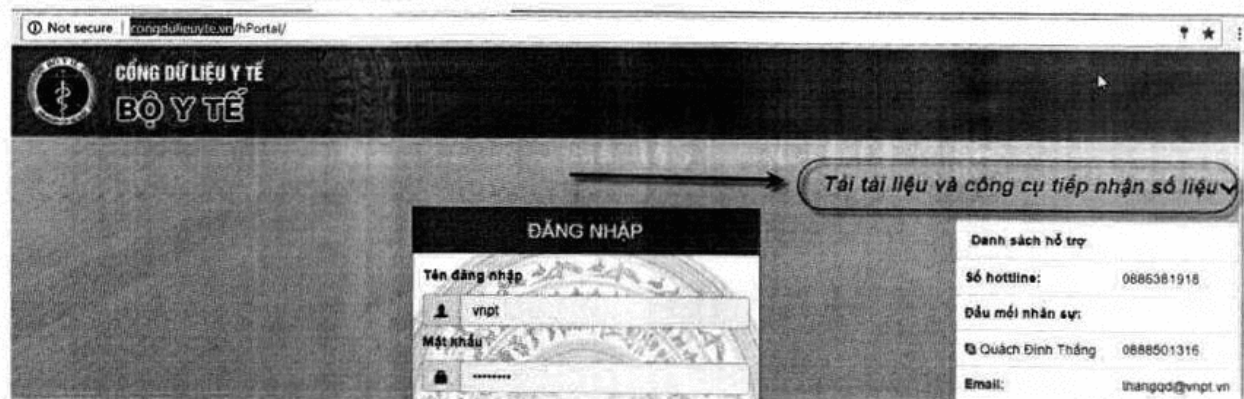 Not secure | congdulieuyte.vn/hPortal/
CỔNG DỮ LIỆU Y TẾ
BỘ Y TẾ
Tải tài liệu và công cụ tiếp nhận số liệu
ĐĂNG NHẬP
Tên đăng nhập
vnpt
Mật khẩu
Danh sách hỗ trợ
Số hottline: 0885381918
Đầu mối nhân sự:
Quách Đình Thắng 0888501316
Email: thangqd@vnpt.vn